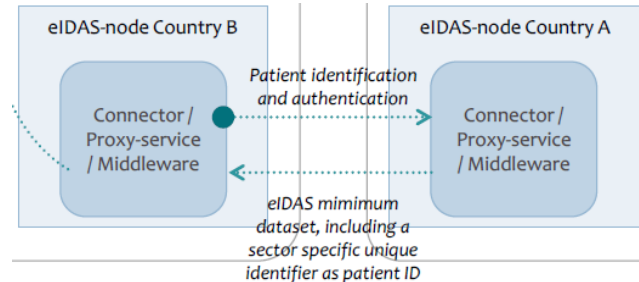 eIDAS-node Country B
eIDAS-node Country A
Patient identification
and authentication
Connector /
Proxy-service
/ Middleware
Connector /
Proxy-service
/ Middleware
eIDAS mimimum
dataset, including a
sector specific unique
identifier as patient ID